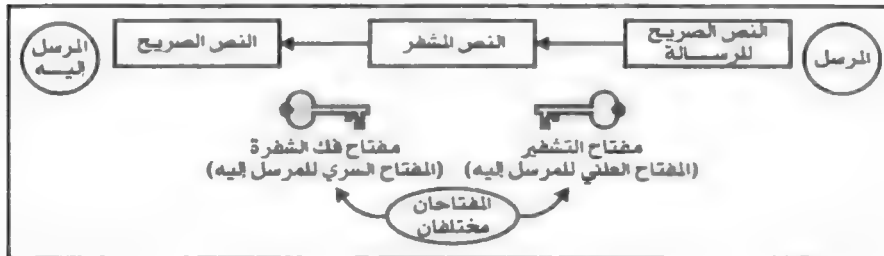 المرسل
النص الصريح
للرسالة
النص المشفر
النص الصريح
المرسل
إليه
مفتاح التشفير
(المفتاح العلني للمرسل إليه)
مفتاح فك الشفرة
(المفتاح السري للمرسل إليه)
المفتاحان
مختلفان